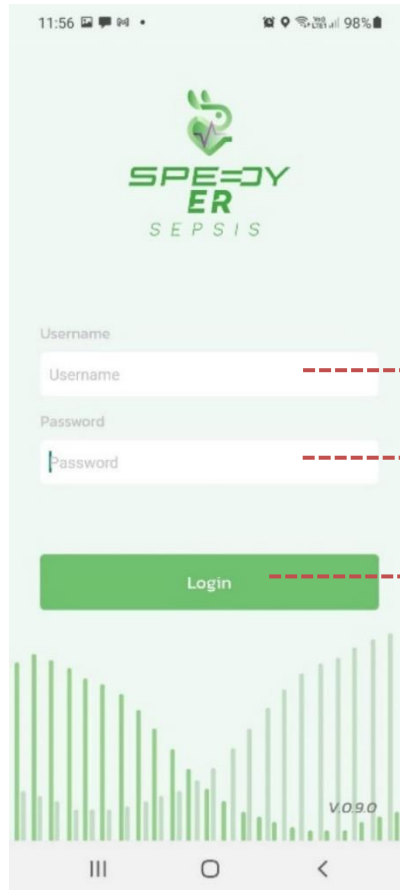 11:56 98%
SPEEDY
ER
SEPSIS
Username
Username
Password
Password
Login
V.0.9.0